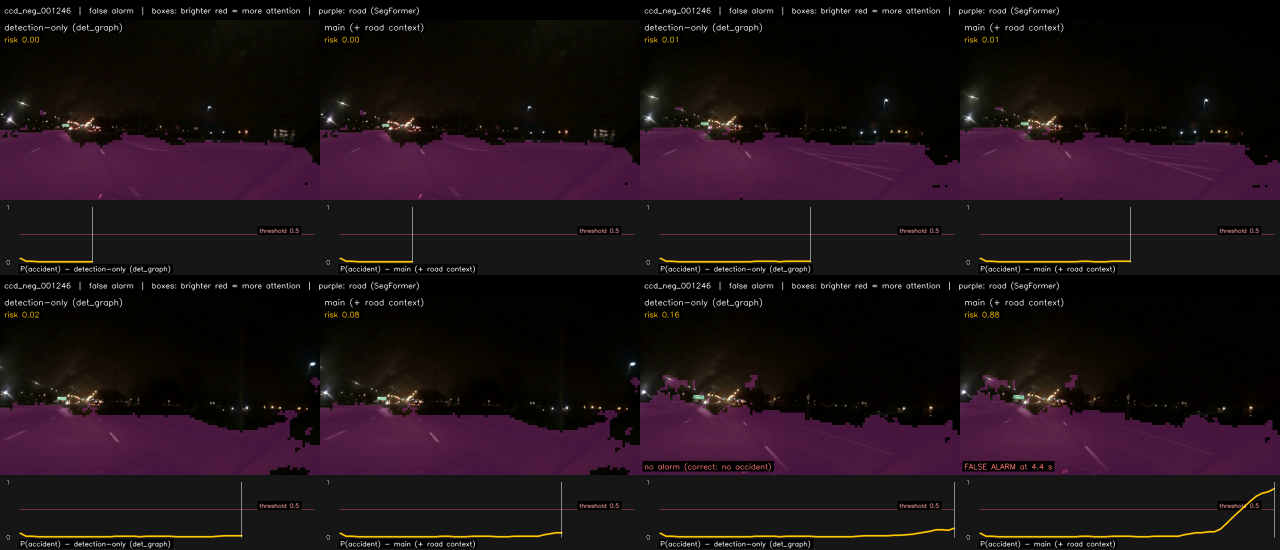 ccd_neg_001246 | false alarm | boxes: brighter red = more attention | purple: road (SegFormer)
detection-only (det_graph)
risk 0.00
main (+ road context)
risk 0.00
1
threshold 0.5
0
P(accident) - detection-only (det_graph)
1
threshold 0.5
0
P(accident) - main (+ road context)
ccd_neg_001246 | false alarm | boxes: brighter red = more attention | purple: road (SegFormer)
detection-only (det_graph)
risk 0.01
main (+ road context)
risk 0.01
1
threshold 0.5
0
P(accident) - detection-only (det_graph)
1
threshold 0.5
0
P(accident) - main (+ road context)
ccd_neg_001246 | false alarm | boxes: brighter red = more attention | purple: road (SegFormer)
detection-only (det_graph)
risk 0.02
main (+ road context)
risk 0.08
1
threshold 0.5
0
P(accident) - detection-only (det_graph)
1
threshold 0.5
0
P(accident) - main (+ road context)
ccd_neg_001246 | false alarm | boxes: brighter red = more attention | purple: road (SegFormer)
detection-only (det_graph)
risk 0.16
no alarm (correct: no accident)
main (+ road context)
risk 0.88
FALSE ALARM at 4.4 s
1
threshold 0.5
0
P(accident) - detection-only (det_graph)
1
threshold 0.5
0
P(accident) - main (+ road context)